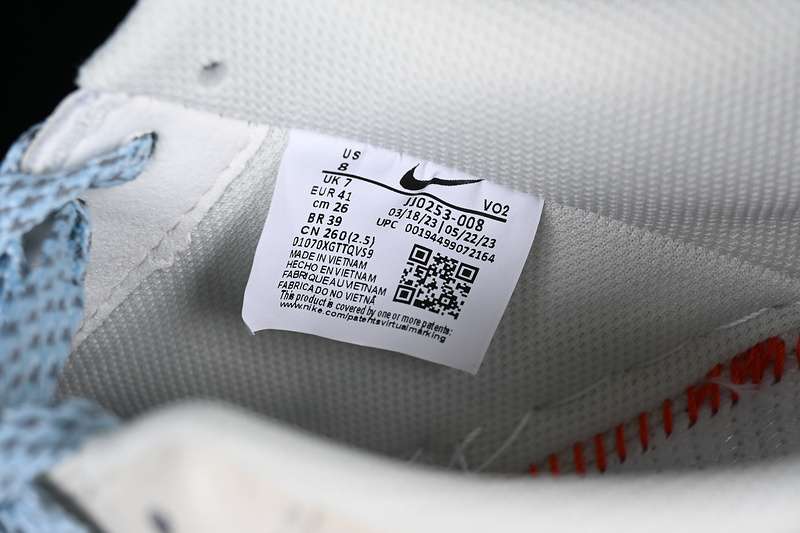 US
8
UK 7
EUR 41
cm 26
BR 39
CN 260(2.5)
01070XGTTQVS9
MADE IN VIETNAM
HECHO EN VIETNAM
FABRIQUE AU VIETNAM
FABRICADO NO VIETNÃ
VO2
JJ0253-008
03/18/23|05/22/23
UPC 00194499072164
This product is covered by one or more patents:
www.nike.com/patentsvirtualmarking